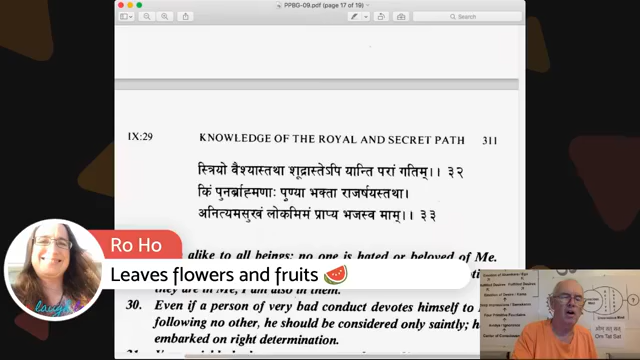 PPBG-09.pdf (page 17 of 19)
Search
IX:29 KNOWLEDGE OF THE ROYAL AND SECRET PATH 311
स्त्रियो वैश्यास्तथा शूद्रास्तेऽपि यान्ति परां गतिम्।। ३२
किं पुनर्ब्राह्मणाः पुण्या भक्ता राजर्षयस्तथा।
अनित्यमसुखं लोकमिमं प्राप्य भजस्व माम्।। ३३
Ro Ho
Leaves flowers and fruits 🍉
alike to all beings; no one is hated or beloved of Me.
they are in Me, I am also in them.
30. Even if a person of very bad conduct devotes himself to
following no other, he should be considered only saintly;
embarked on right determination.
Om Tat Sat